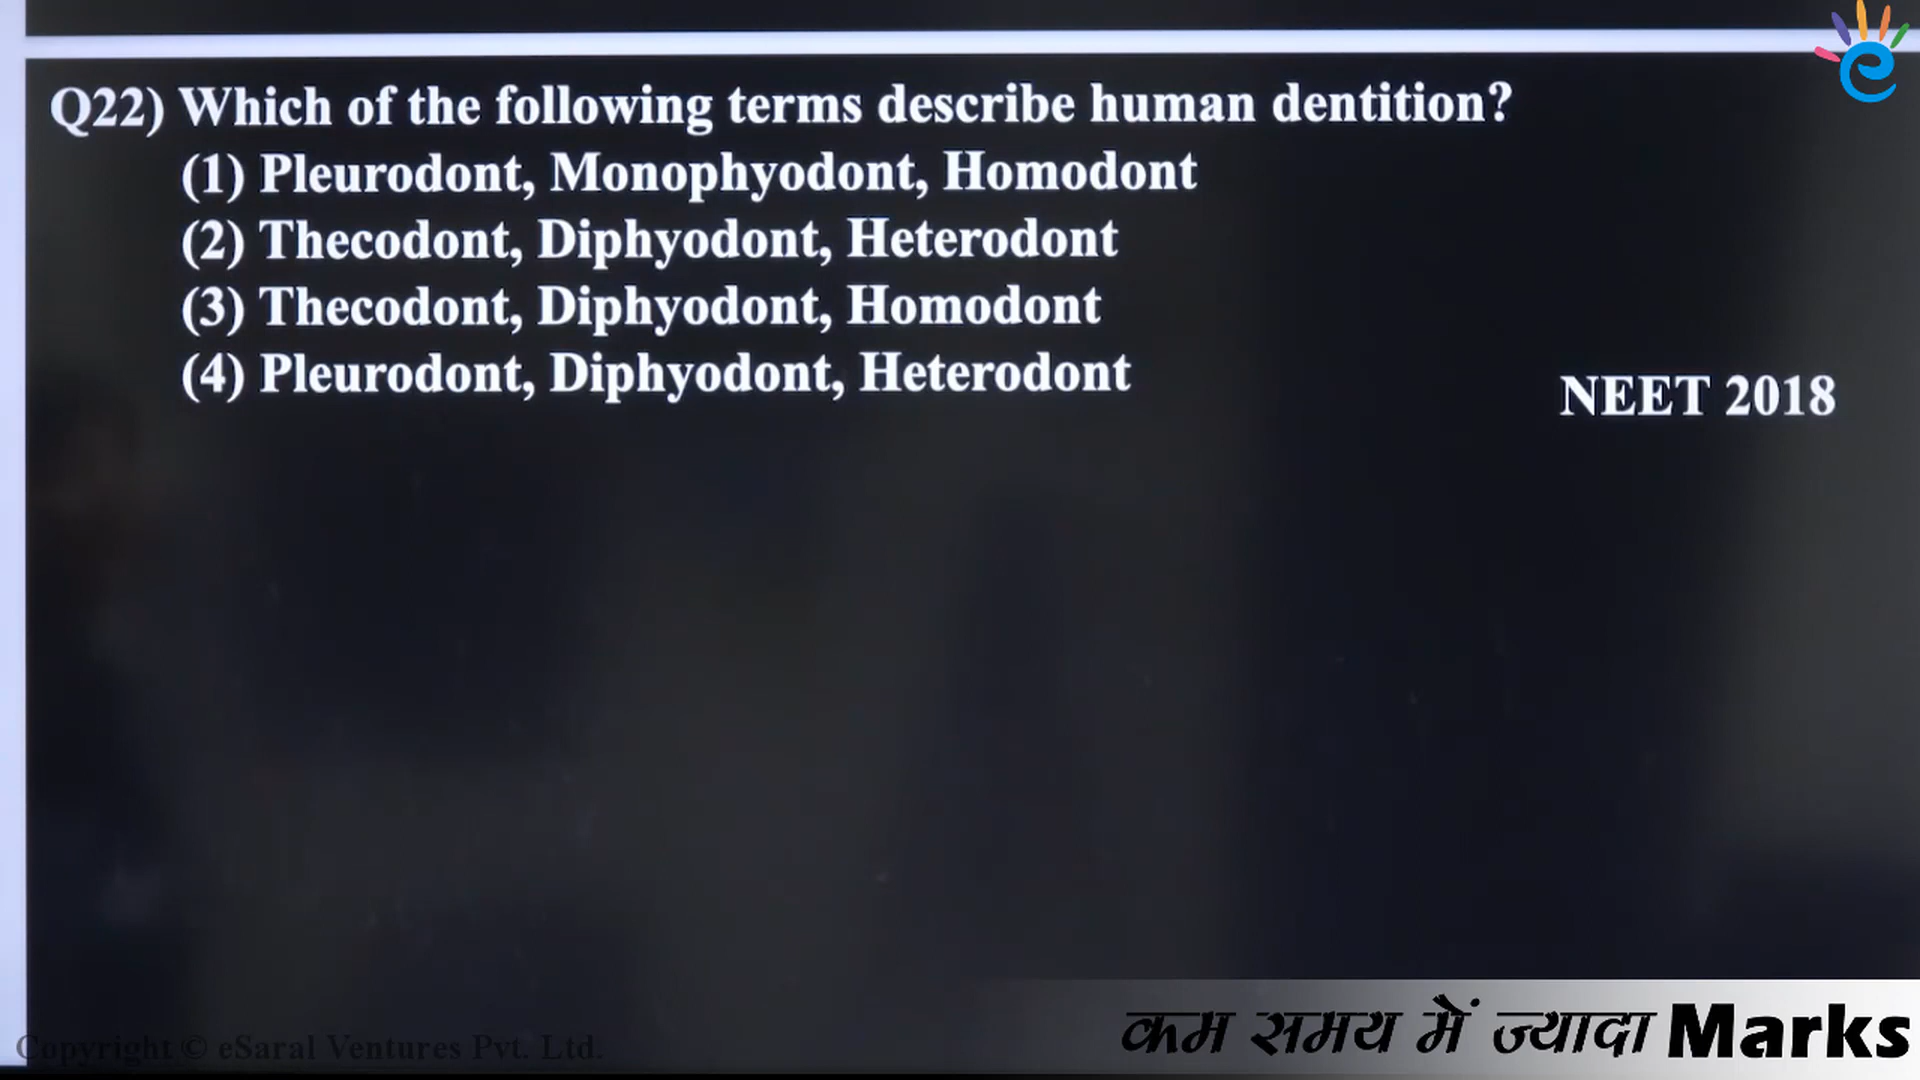 Q22) Which of the following terms describe human dentition?
(1) Pleurodont, Monophyodont, Homodont
(2) Thecodont, Diphyodont, Heterodont
(3) Thecodont, Diphyodont, Homodont
(4) Pleurodont, Diphyodont, Heterodont
NEET 2018
कम समय में ज्यादा Marks
Copyright © eSaral Ventures Pvt. Ltd.